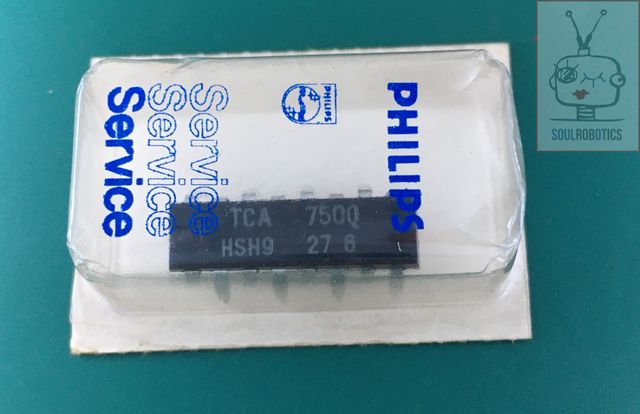 Service
Service
Service
PHILIPS
PHILIPS
TCA 750Q
HSH9 27 6
SOULROBOTICS